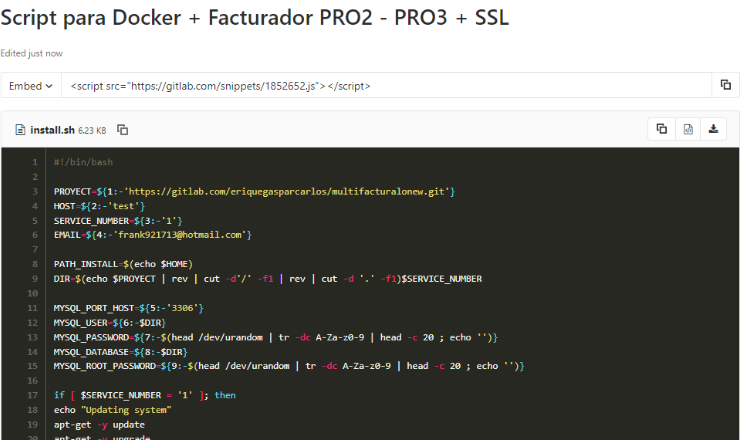 Script para Docker + Facturador PRO2 - PRO3 + SSL
Edited just now
Embed <script src="https://gitlab.com/snippets/1852652.js"></script>
install.sh 6.23 KB
1 #!/bin/bash
2
3 PROYECT=${1:-'https://gitlab.com/eriquegasparcarlos/multifacturalonew.git'}
4 HOST=${2:-'test'}
5 SERVICE_NUMBER=${3:-'1'}
6 EMAIL=${4:-'frank921713@hotmail.com'}
7
8 PATH_INSTALL=$(echo $HOME)
9 DIR=$(echo $PROYECT | rev | cut -d'/' -f1 | rev | cut -d '.' -f1)$SERVICE_NUMBER
10
11 MYSQL_PORT_HOST=${5:-'3306'}
12 MYSQL_USER=${6:-$DIR}
13 MYSQL_PASSWORD=${7:-$(head /dev/urandom | tr -dc A-Za-z0-9 | head -c 20 ; echo '')}
14 MYSQL_DATABASE=${8:-$DIR}
15 MYSQL_ROOT_PASSWORD=${9:-$(head /dev/urandom | tr -dc A-Za-z0-9 | head -c 20 ; echo '')}
16
17 if [ $SERVICE_NUMBER = '1' ]; then
18 echo "Updating system"
19 apt-get -y update
20 apt-get -y upgrade